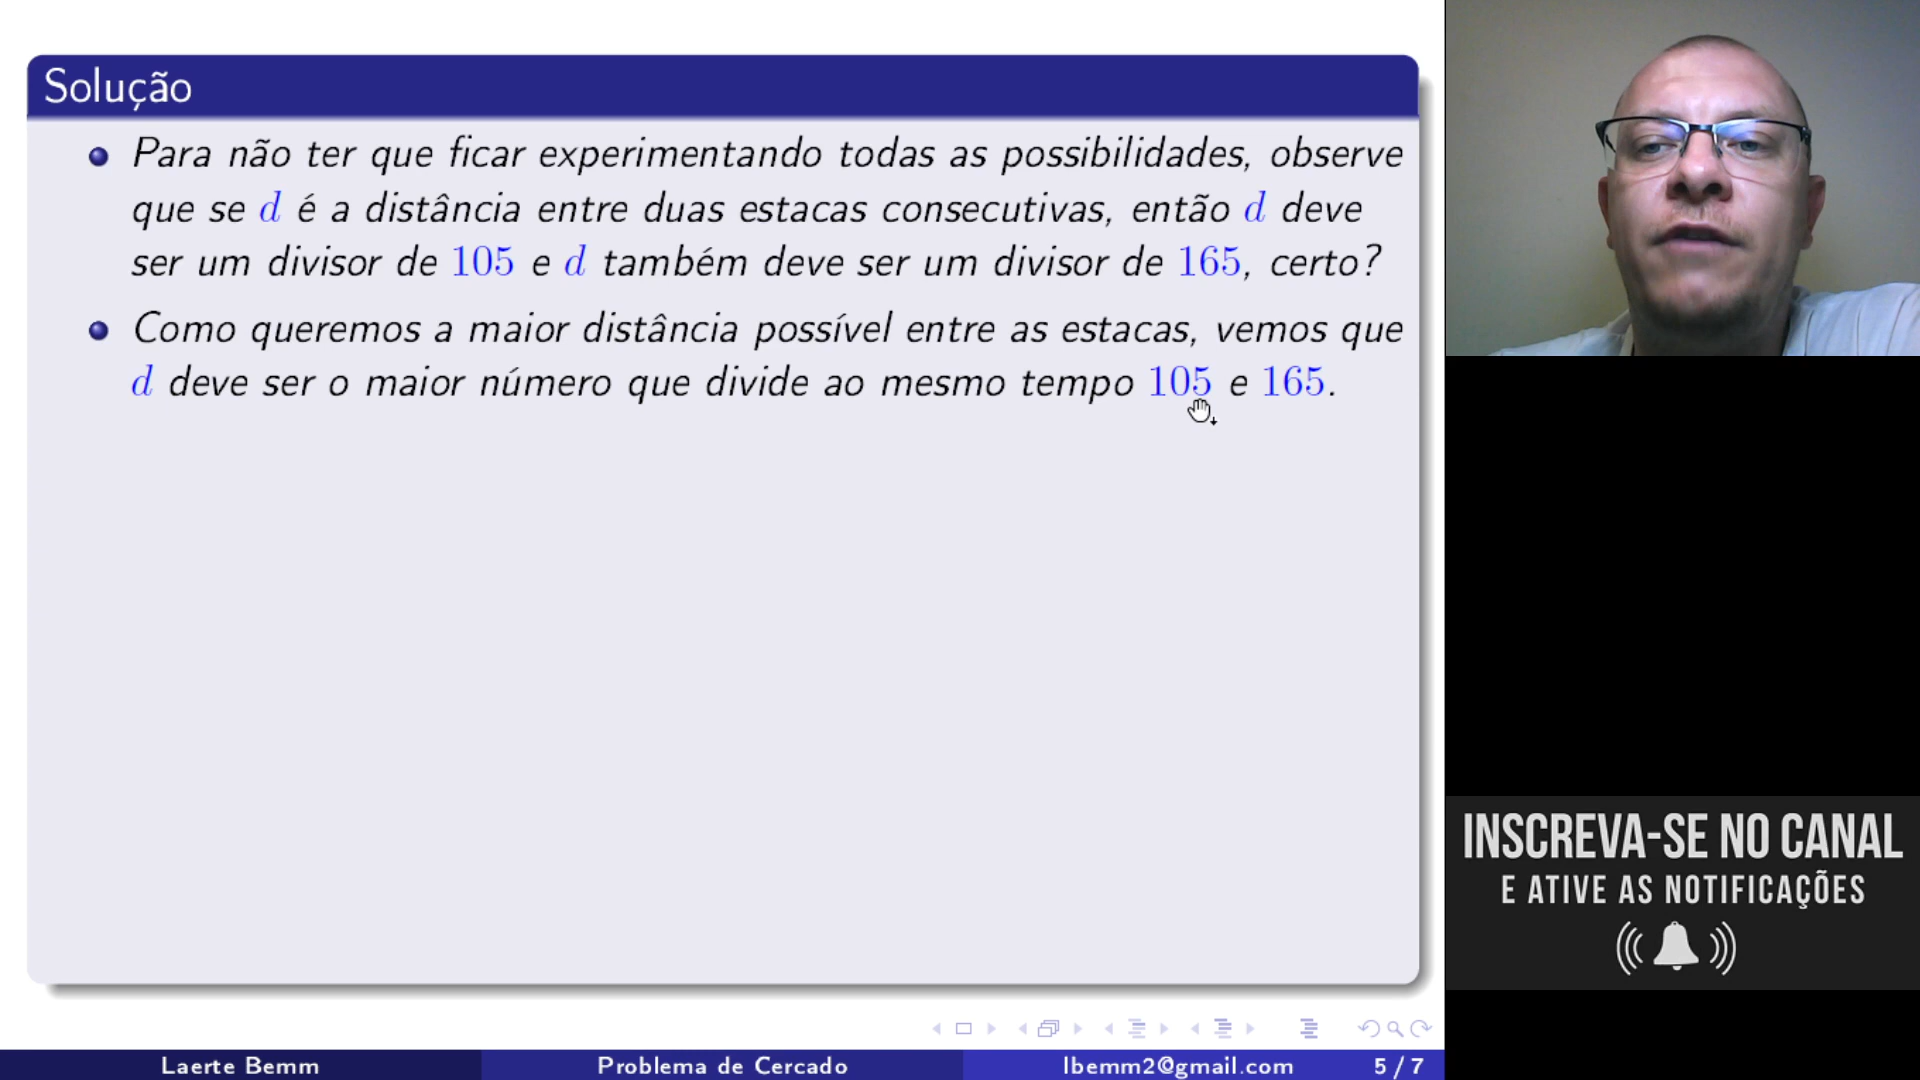 Solução
Para não ter que ficar experimentando todas as possibilidades, observe
que se d é a distância entre duas estacas consecutivas, então d deve
ser um divisor de 105 e d também deve ser um divisor de 165, certo?
Como queremos a maior distância possível entre as estacas, vemos que
d deve ser o maior número que divide ao mesmo tempo 105 e 165.
INSCREVA-SE NO CANAL
E ATIVE AS NOTIFICAÇÕES
Laerte Bemm
Problema de Cercado
lbemm2@gmail.com
5 / 7